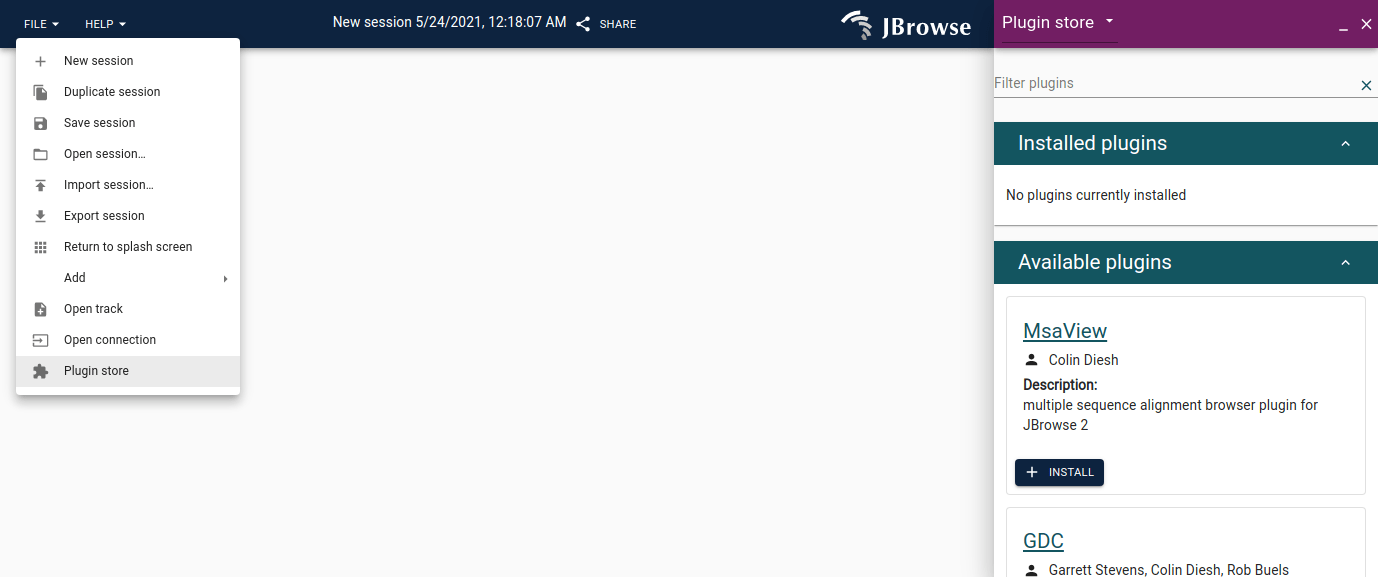 FILE HELP New session 5/24/2021, 12:18:07 AM SHARE JBrowse
New session
Duplicate session
Save session
Open session…
Import session…
Export session
Return to splash screen
Add
Open track
Open connection
Plugin store
Plugin store
Filter plugins
Installed plugins
No plugins currently installed
Available plugins
MsaView
Colin Diesh
Description:
multiple sequence alignment browser plugin for
JBrowse 2
INSTALL
GDC
Garrett Stevens, Colin Diesh, Rob Buels